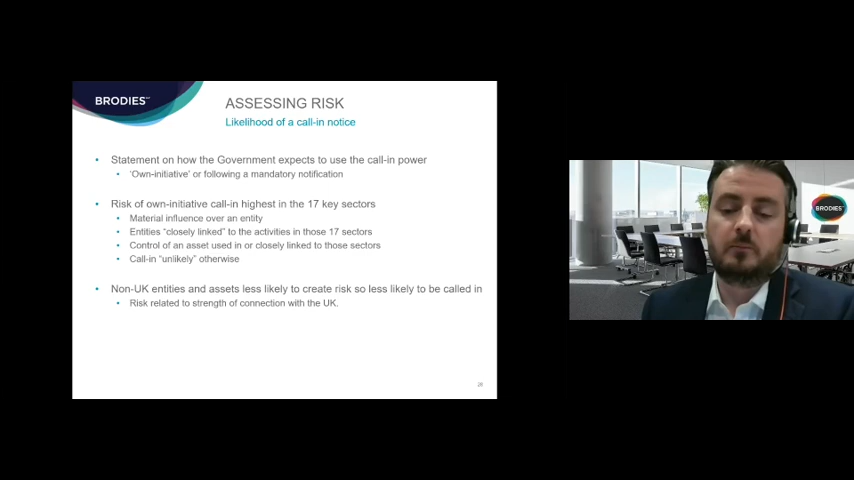 BRODIES LLP
ASSESSING RISK
Likelihood of a call-in notice
• Statement on how the Government expects to use the call-in power
• 'Own-initiative' or following a mandatory notification
• Risk of own-initiative call-in highest in the 17 key sectors
• Material influence over an entity
• Entities "closely linked" to the activities in those 17 sectors
• Control of an asset used in or closely linked to those sectors
• Call-in "unlikely" otherwise
• Non-UK entities and assets less likely to create risk so less likely to be called in
• Risk related to strength of connection with the UK.
BRODIES